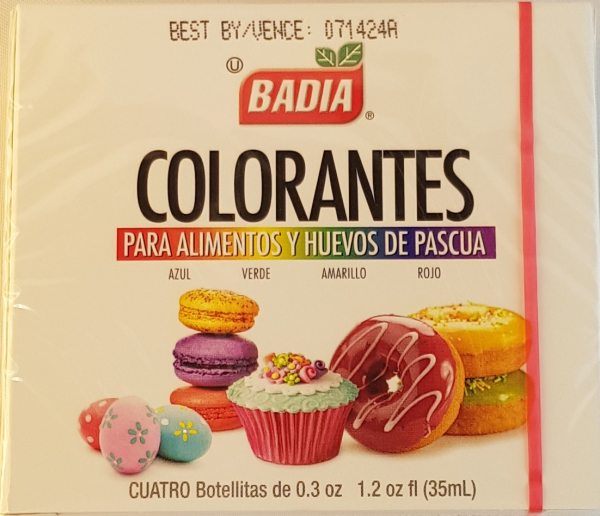 BEST BY/VENCE: 071424A
U
BADIA®
COLORANTES
PARA ALIMENTOS Y HUEVOS DE PASCUA
AZUL VERDE AMARILLO ROJO
CUATRO Botellitas de 0.3 oz 1.2 oz fl (35mL)